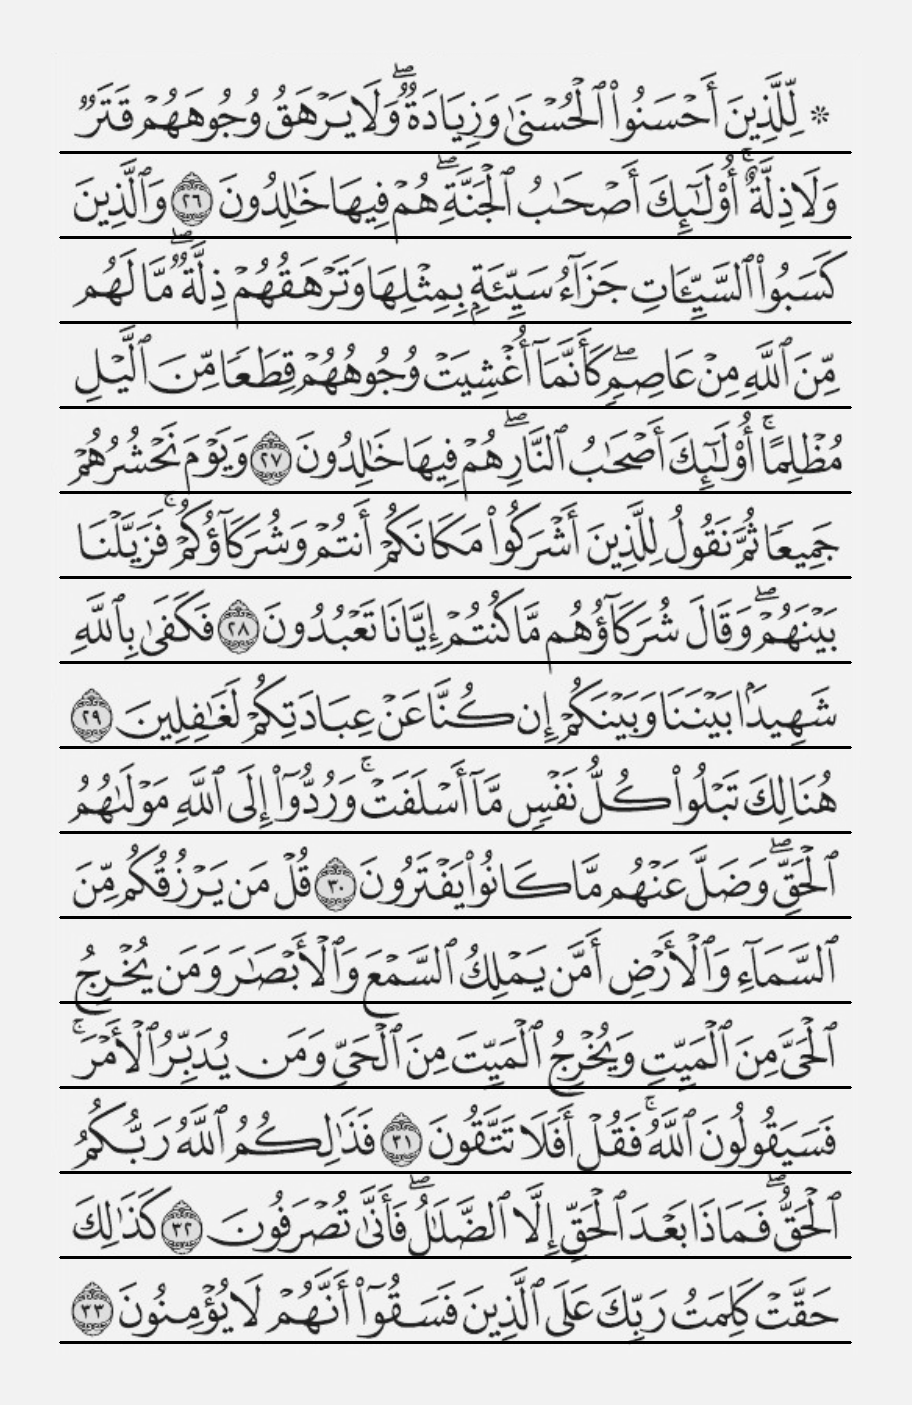 ۞ لِّلَّذِينَ أَحْسَنُوا۟ ٱلْحُسْنَىٰ وَزِيَادَةٌۖ وَلَا يَرْهَقُ وُجُوهَهُمْ قَتَرٌ
وَلَا ذِلَّةٌۚ أُو۟لَٰٓئِكَ أَصْحَٰبُ ٱلْجَنَّةِۖ هُمْ فِيهَا خَٰلِدُونَ ٢٦ وَٱلَّذِينَ
كَسَبُوا۟ ٱلسَّيِّـَٔاتِ جَزَآءُ سَيِّئَةٍۭ بِمِثْلِهَا وَتَرْهَقُهُمْ ذِلَّةٌۖ مَّا لَهُم
مِّنَ ٱللَّهِ مِنْ عَاصِمٍۖ كَأَنَّمَآ أُغْشِيَتْ وُجُوهُهُمْ قِطَعًا مِّنَ ٱلَّيْلِ
مُظْلِمًاۚ أُو۟لَٰٓئِكَ أَصْحَٰبُ ٱلنَّارِۖ هُمْ فِيهَا خَٰلِدُونَ ٢٧ وَيَوْمَ نَحْشُرُهُمْ
جَمِيعًا ثُمَّ نَقُولُ لِلَّذِينَ أَشْرَكُوا۟ مَكَانَكُمْ أَنتُمْ وَشُرَكَآؤُكُمْۚ فَزَيَّلْنَا
بَيْنَهُمْۖ وَقَالَ شُرَكَآؤُهُم مَّا كُنتُمْ إِيَّانَا تَعْبُدُونَ ٢٨ فَكَفَىٰ بِٱللَّهِ
شَهِيدًۢا بَيْنَنَا وَبَيْنَكُمْ إِن كُنَّا عَنْ عِبَادَتِكُمْ لَغَٰفِلِينَ ٢٩
هُنَالِكَ تَبْلُوا۟ كُلُّ نَفْسٍ مَّآ أَسْلَفَتْۚ وَرُدُّوٓا۟ إِلَى ٱللَّهِ مَوْلَىٰهُمُ
ٱلْحَقِّۖ وَضَلَّ عَنْهُم مَّا كَانُوا۟ يَفْتَرُونَ ٣٠ قُلْ مَن يَرْزُقُكُم مِّنَ
ٱلسَّمَآءِ وَٱلْأَرْضِ أَمَّن يَمْلِكُ ٱلسَّمْعَ وَٱلْأَبْصَٰرَ وَمَن يُخْرِجُ
ٱلْحَىَّ مِنَ ٱلْمَيِّتِ وَيُخْرِجُ ٱلْمَيِّتَ مِنَ ٱلْحَىِّ وَمَن يُدَبِّرُ ٱلْأَمْرَۚ
فَسَيَقُولُونَ ٱللَّهُۚ فَقُلْ أَفَلَا تَتَّقُونَ ٣١ فَذَٰلِكُمُ ٱللَّهُ رَبُّكُمُ
ٱلْحَقُّۖ فَمَاذَا بَعْدَ ٱلْحَقِّ إِلَّا ٱلضَّلَٰلُۖ فَأَنَّىٰ تُصْرَفُونَ ٣٢ كَذَٰلِكَ
حَقَّتْ كَلِمَتُ رَبِّكَ عَلَى ٱلَّذِينَ فَسَقُوٓا۟ أَنَّهُمْ لَا يُؤْمِنُونَ ٣٣